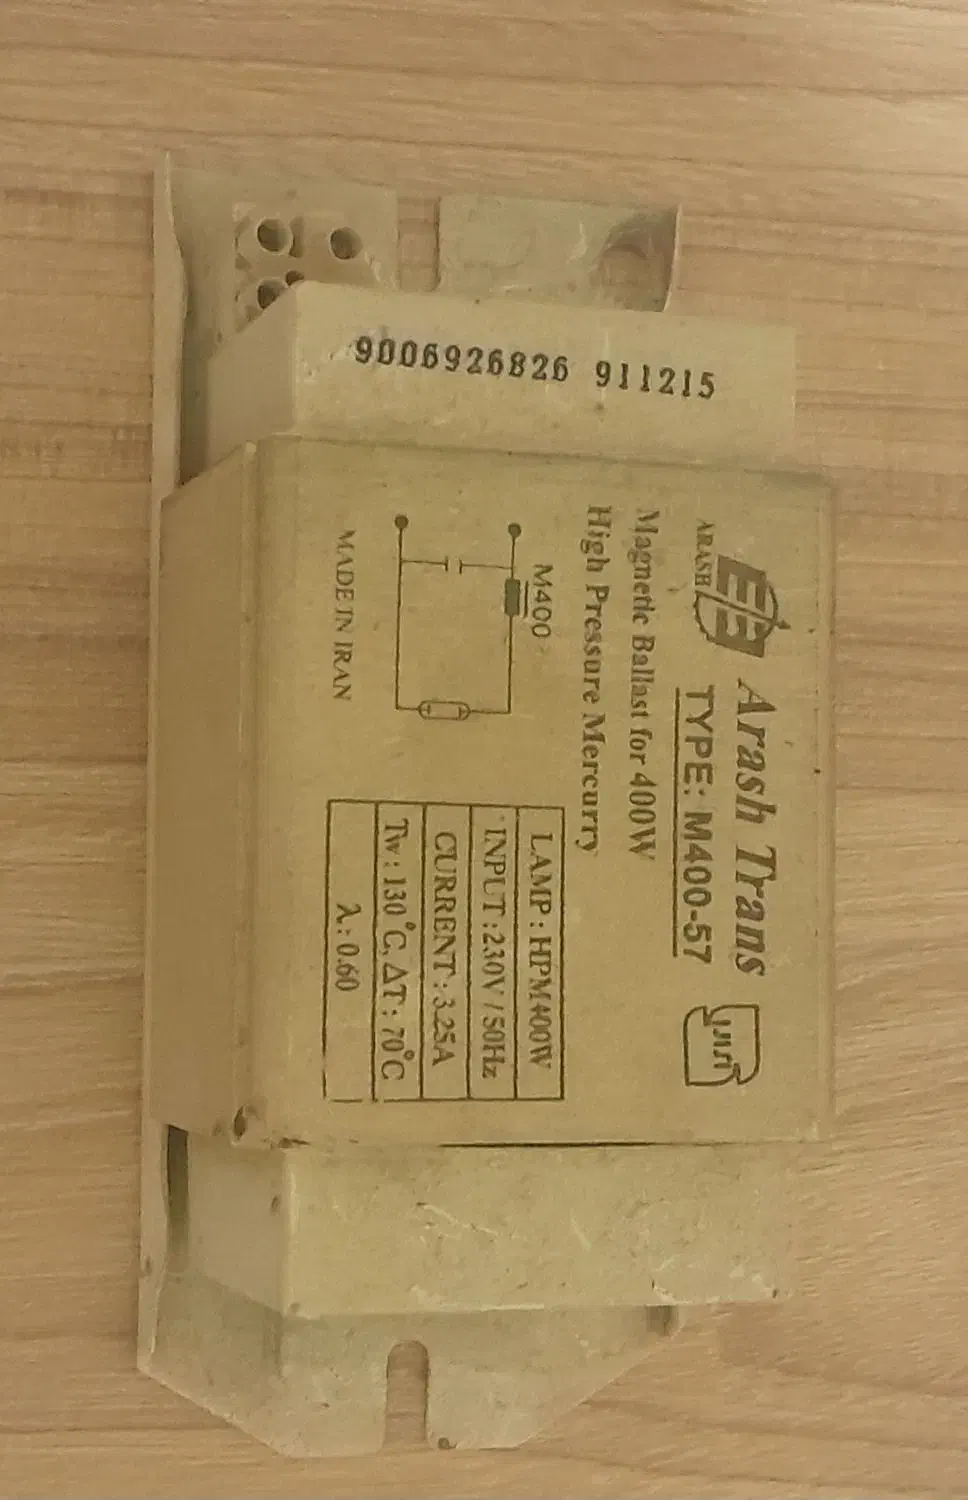 9006926826 911215
Arash Trans
ARASH
TYPE: M400-57
Magnetic Ballast for 400W
High Pressure Mercurry
M400
MADE IN IRAN
LAMP : HPM400W
INPUT : 230V / 50Hz
CURRENT : 3.25A
Tw : 130°C, ΔT : 70°C
λ : 0.60